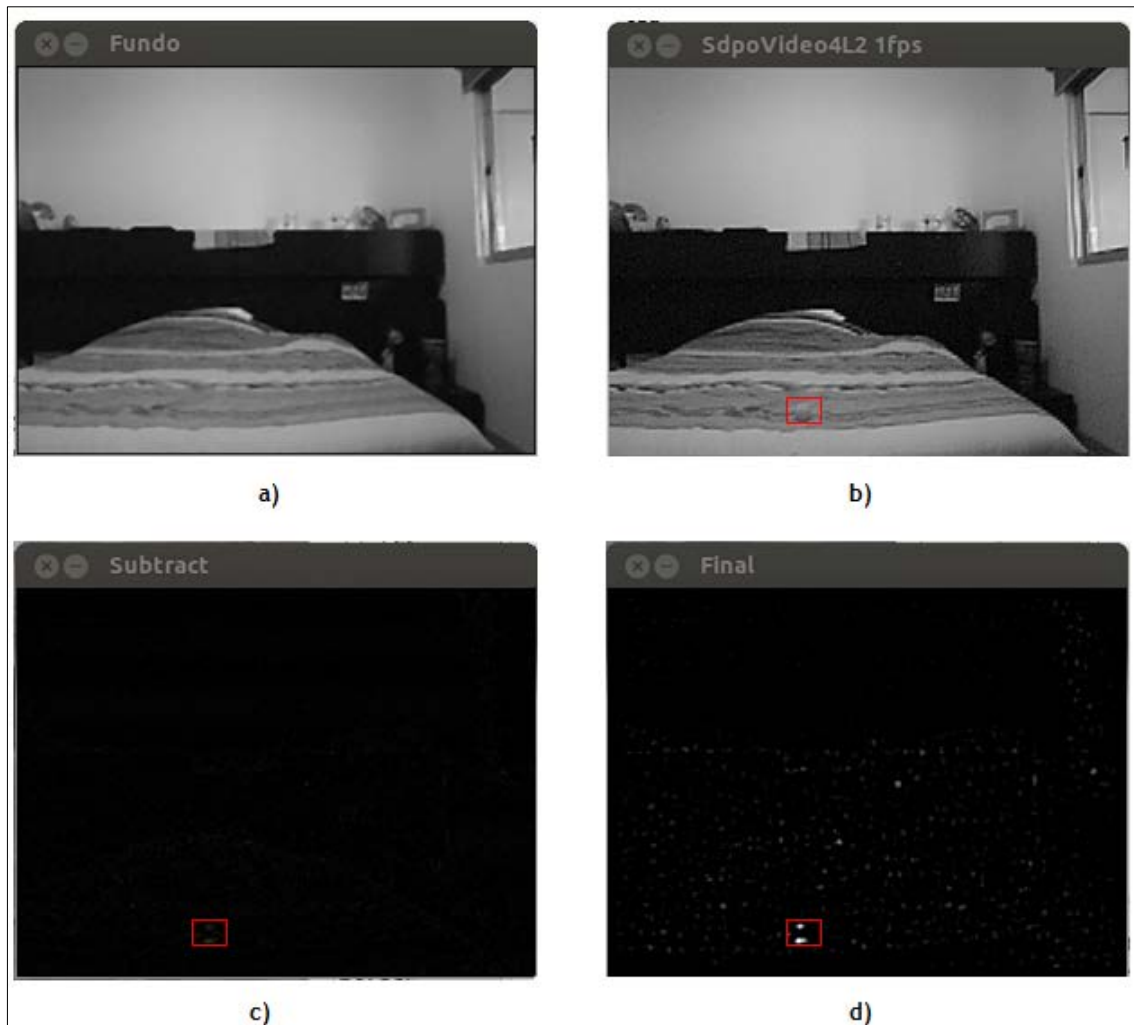 Fundo
SdpoVideo4L2 1fps
a)
b)
Subtract
Final
c)
d)